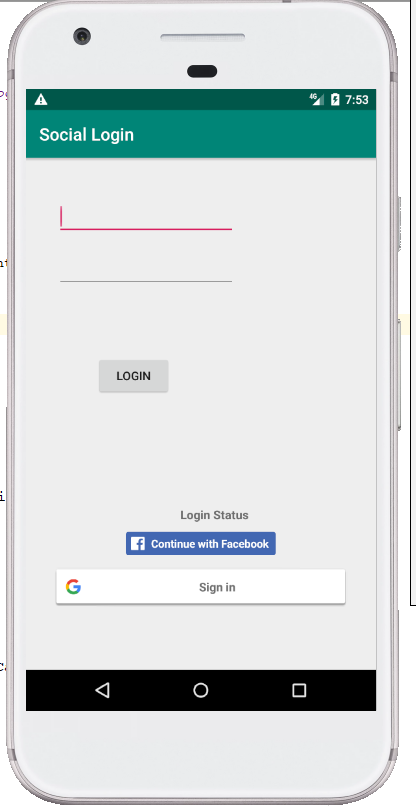 4G 7:53
Social Login
LOGIN
Login Status
Continue with Facebook
Sign in